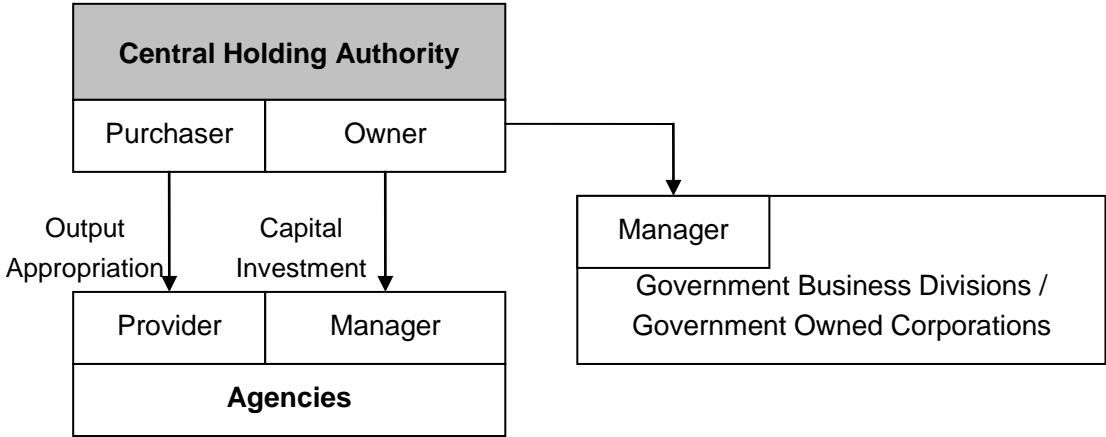 Central Holding Authority
Purchaser
Owner
Output
Appropriation
Capital
Investment
Provider
Manager
Agencies
Manager
Government Business Divisions /
Government Owned Corporations